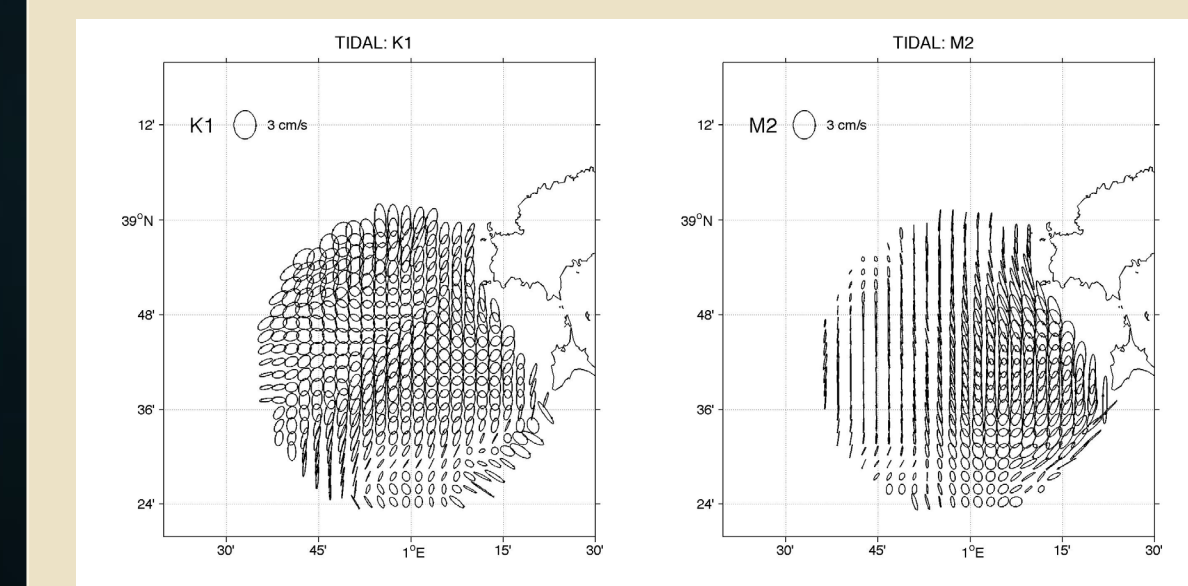 TIDAL: K1
K1 3 cm/s
12'
39°N
48'
36'
24'
30' 45' 1°E 15' 30'
TIDAL: M2
M2 3 cm/s
12'
39°N
48'
36'
24'
30' 45' 1°E 15' 30'